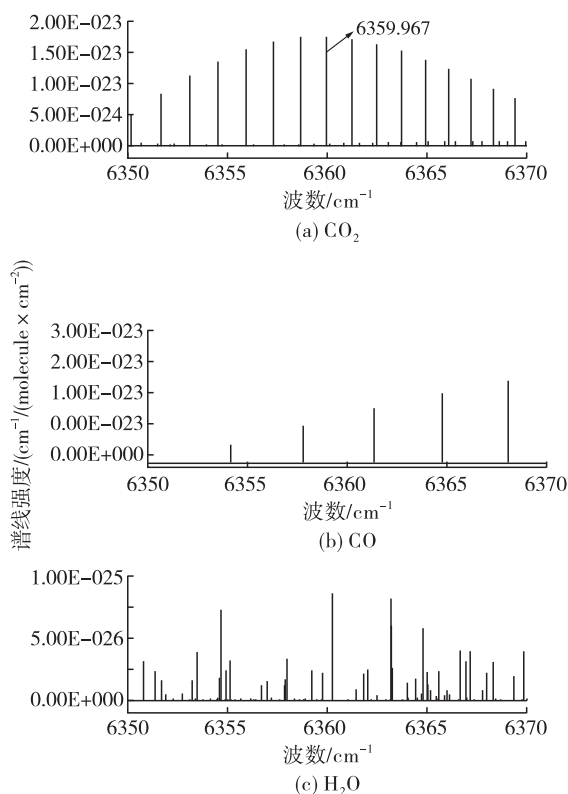 2.00E-023
6359.967
1.50E-023
1.00E-023
5.00E-024
0.00E+000
6350 6355 6360 6365 6370
波数/cm⁻¹
(a) CO₂
谱线强度/(cm⁻¹/(molecule×cm⁻²))
3.00E-023
2.00E-023
1.00E-023
0.00E-023
0.00E+000
6350 6355 6360 6365 6370
波数/cm⁻¹
(b) CO
1.00E-025
5.00E-026
0.00E+000
6350 6355 6360 6365 6370
波数/cm⁻¹
(c) H₂O